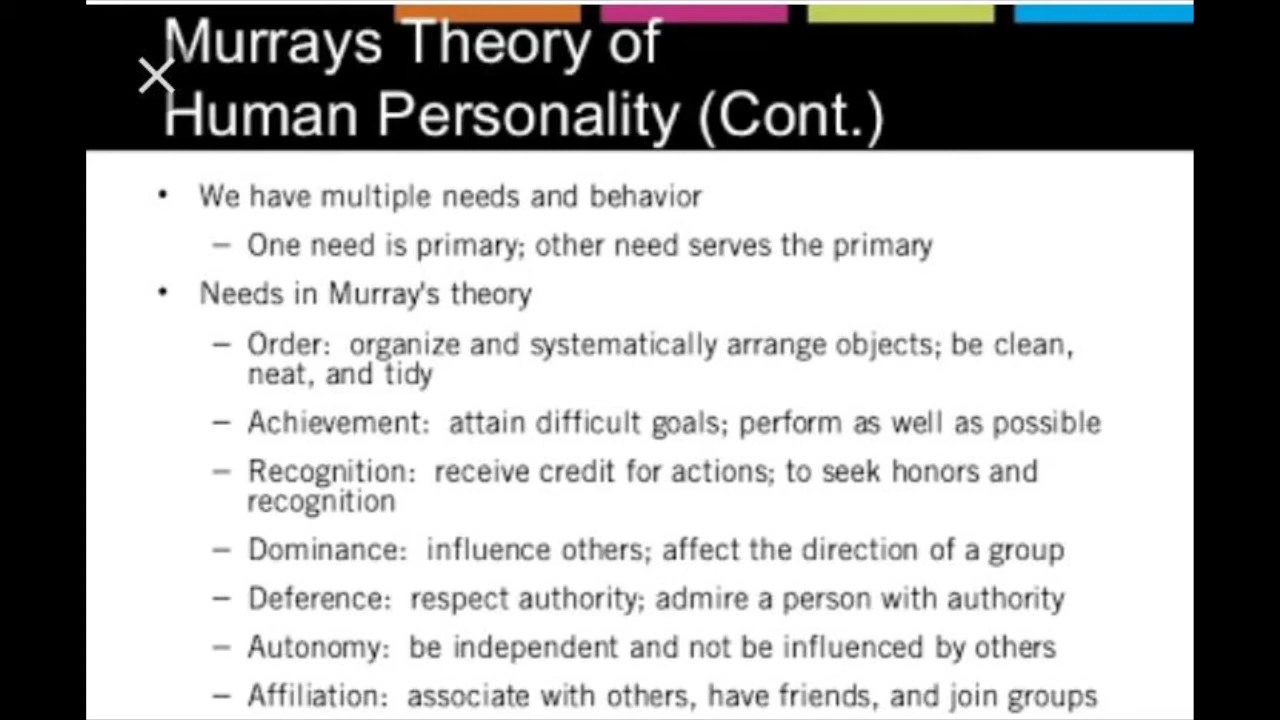 Murrays Theory of
Human Personality (Cont.)
• We have multiple needs and behavior
– One need is primary; other need serves the primary
• Needs in Murray's theory
– Order: organize and systematically arrange objects; be clean,
neat, and tidy
– Achievement: attain difficult goals; perform as well as possible
– Recognition: receive credit for actions; to seek honors and
recognition
– Dominance: influence others; affect the direction of a group
– Deference: respect authority; admire a person with authority
– Autonomy: be independent and not be influenced by others
– Affiliation: associate with others, have friends, and join groups